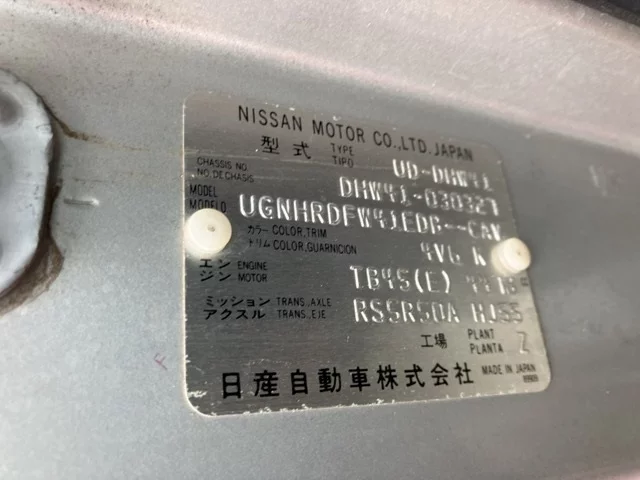 NISSAN MOTOR CO.,LTD.JAPAN
型式 TYPE TIPO UD-DHW41
CHASSIS NO. NO.DE CHASIS DHW41-030327
MODEL MODELO UGNHRDFW41EDB--CAV
カラー COLOR,TRIM トリム COLOR,GUARNICION 4V6 K
エンジン ENGINE MOTOR TB45(E)
ミッション TRANS.AXLE アクスル TRANS.EJE RS5R50A HJ55
工場 PLANT PLANTA Z
日産自動車株式会社 MADE IN JAPAN